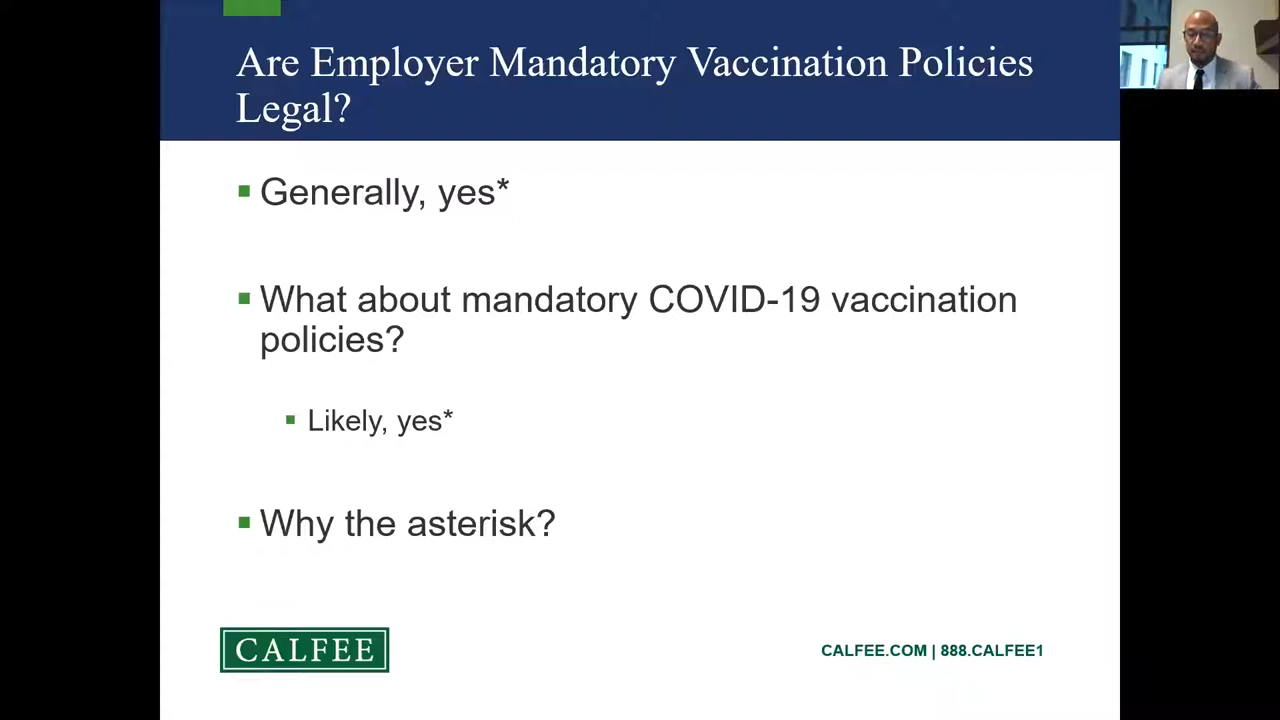 Are Employer Mandatory Vaccination Policies
Legal?
Generally, yes*
What about mandatory COVID-19 vaccination
policies?
Likely, yes*
Why the asterisk?
CALFEE
CALFEE.COM | 888.CALFEE1